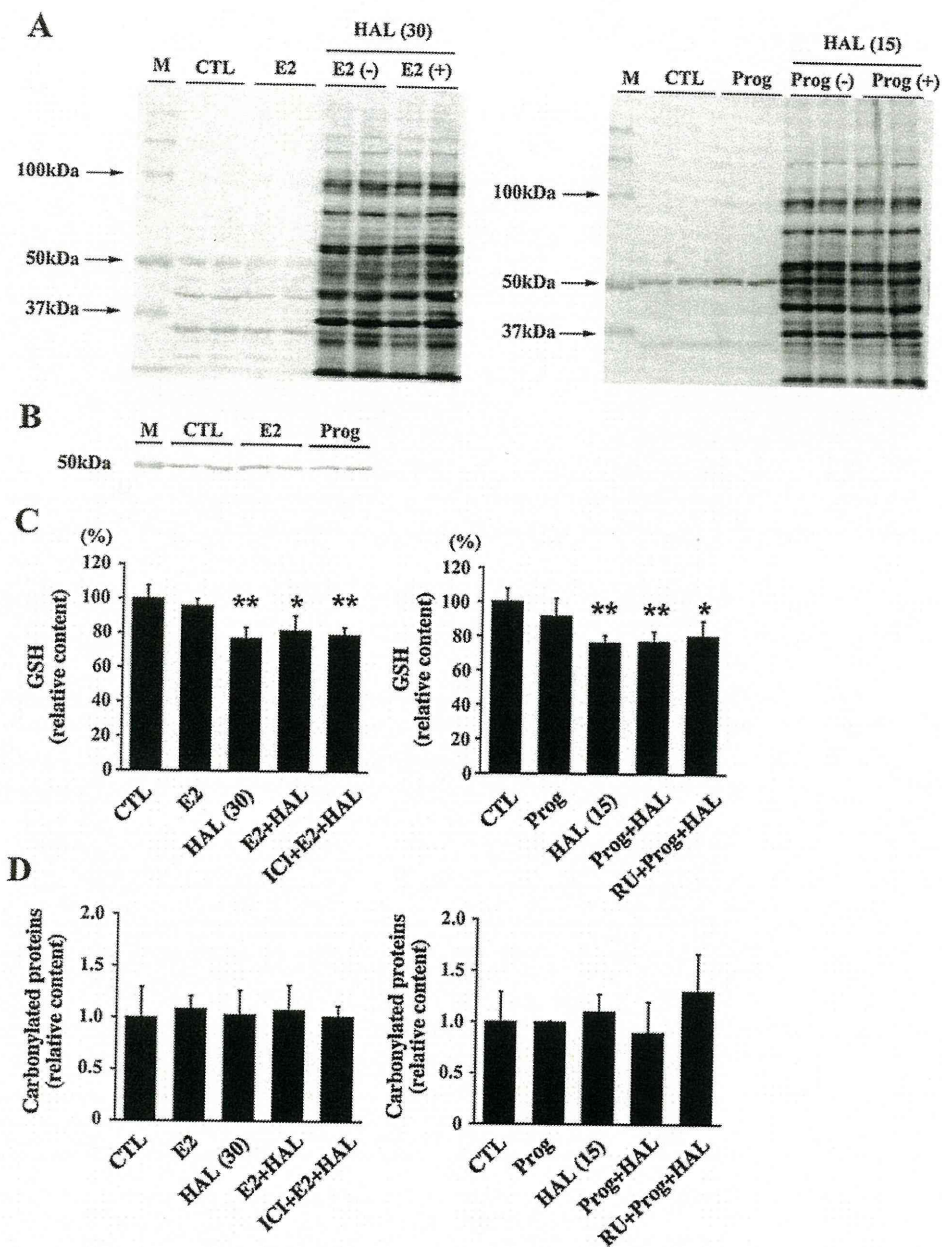 A
HAL (30)
M CTL E2 E2 (-) E2 (+)
100kDa
50kDa
37kDa
HAL (15)
M CTL Prog Prog (-) Prog (+)
100kDa
50kDa
37kDa
B
M CTL E2 Prog
50kDa
C
(%)
GSH
(relative content)
120
100
80
60
40
20
0
** * **
CTL
E2
HAL (30)
E2+HAL
ICI+E2+HAL
(%)
GSH
(relative content)
120
100
80
60
40
20
0
** ** *
CTL
Prog
HAL (15)
Prog+HAL
RU+Prog+HAL
D
Carbonylated proteins
(relative content)
2.0
1.5
1.0
0.5
0
CTL
E2
HAL (30)
E2+HAL
ICI+E2+HAL
Carbonylated proteins
(relative content)
2.0
1.5
1.0
0.5
0
CTL
Prog
HAL (15)
Prog+HAL
RU+Prog+HAL